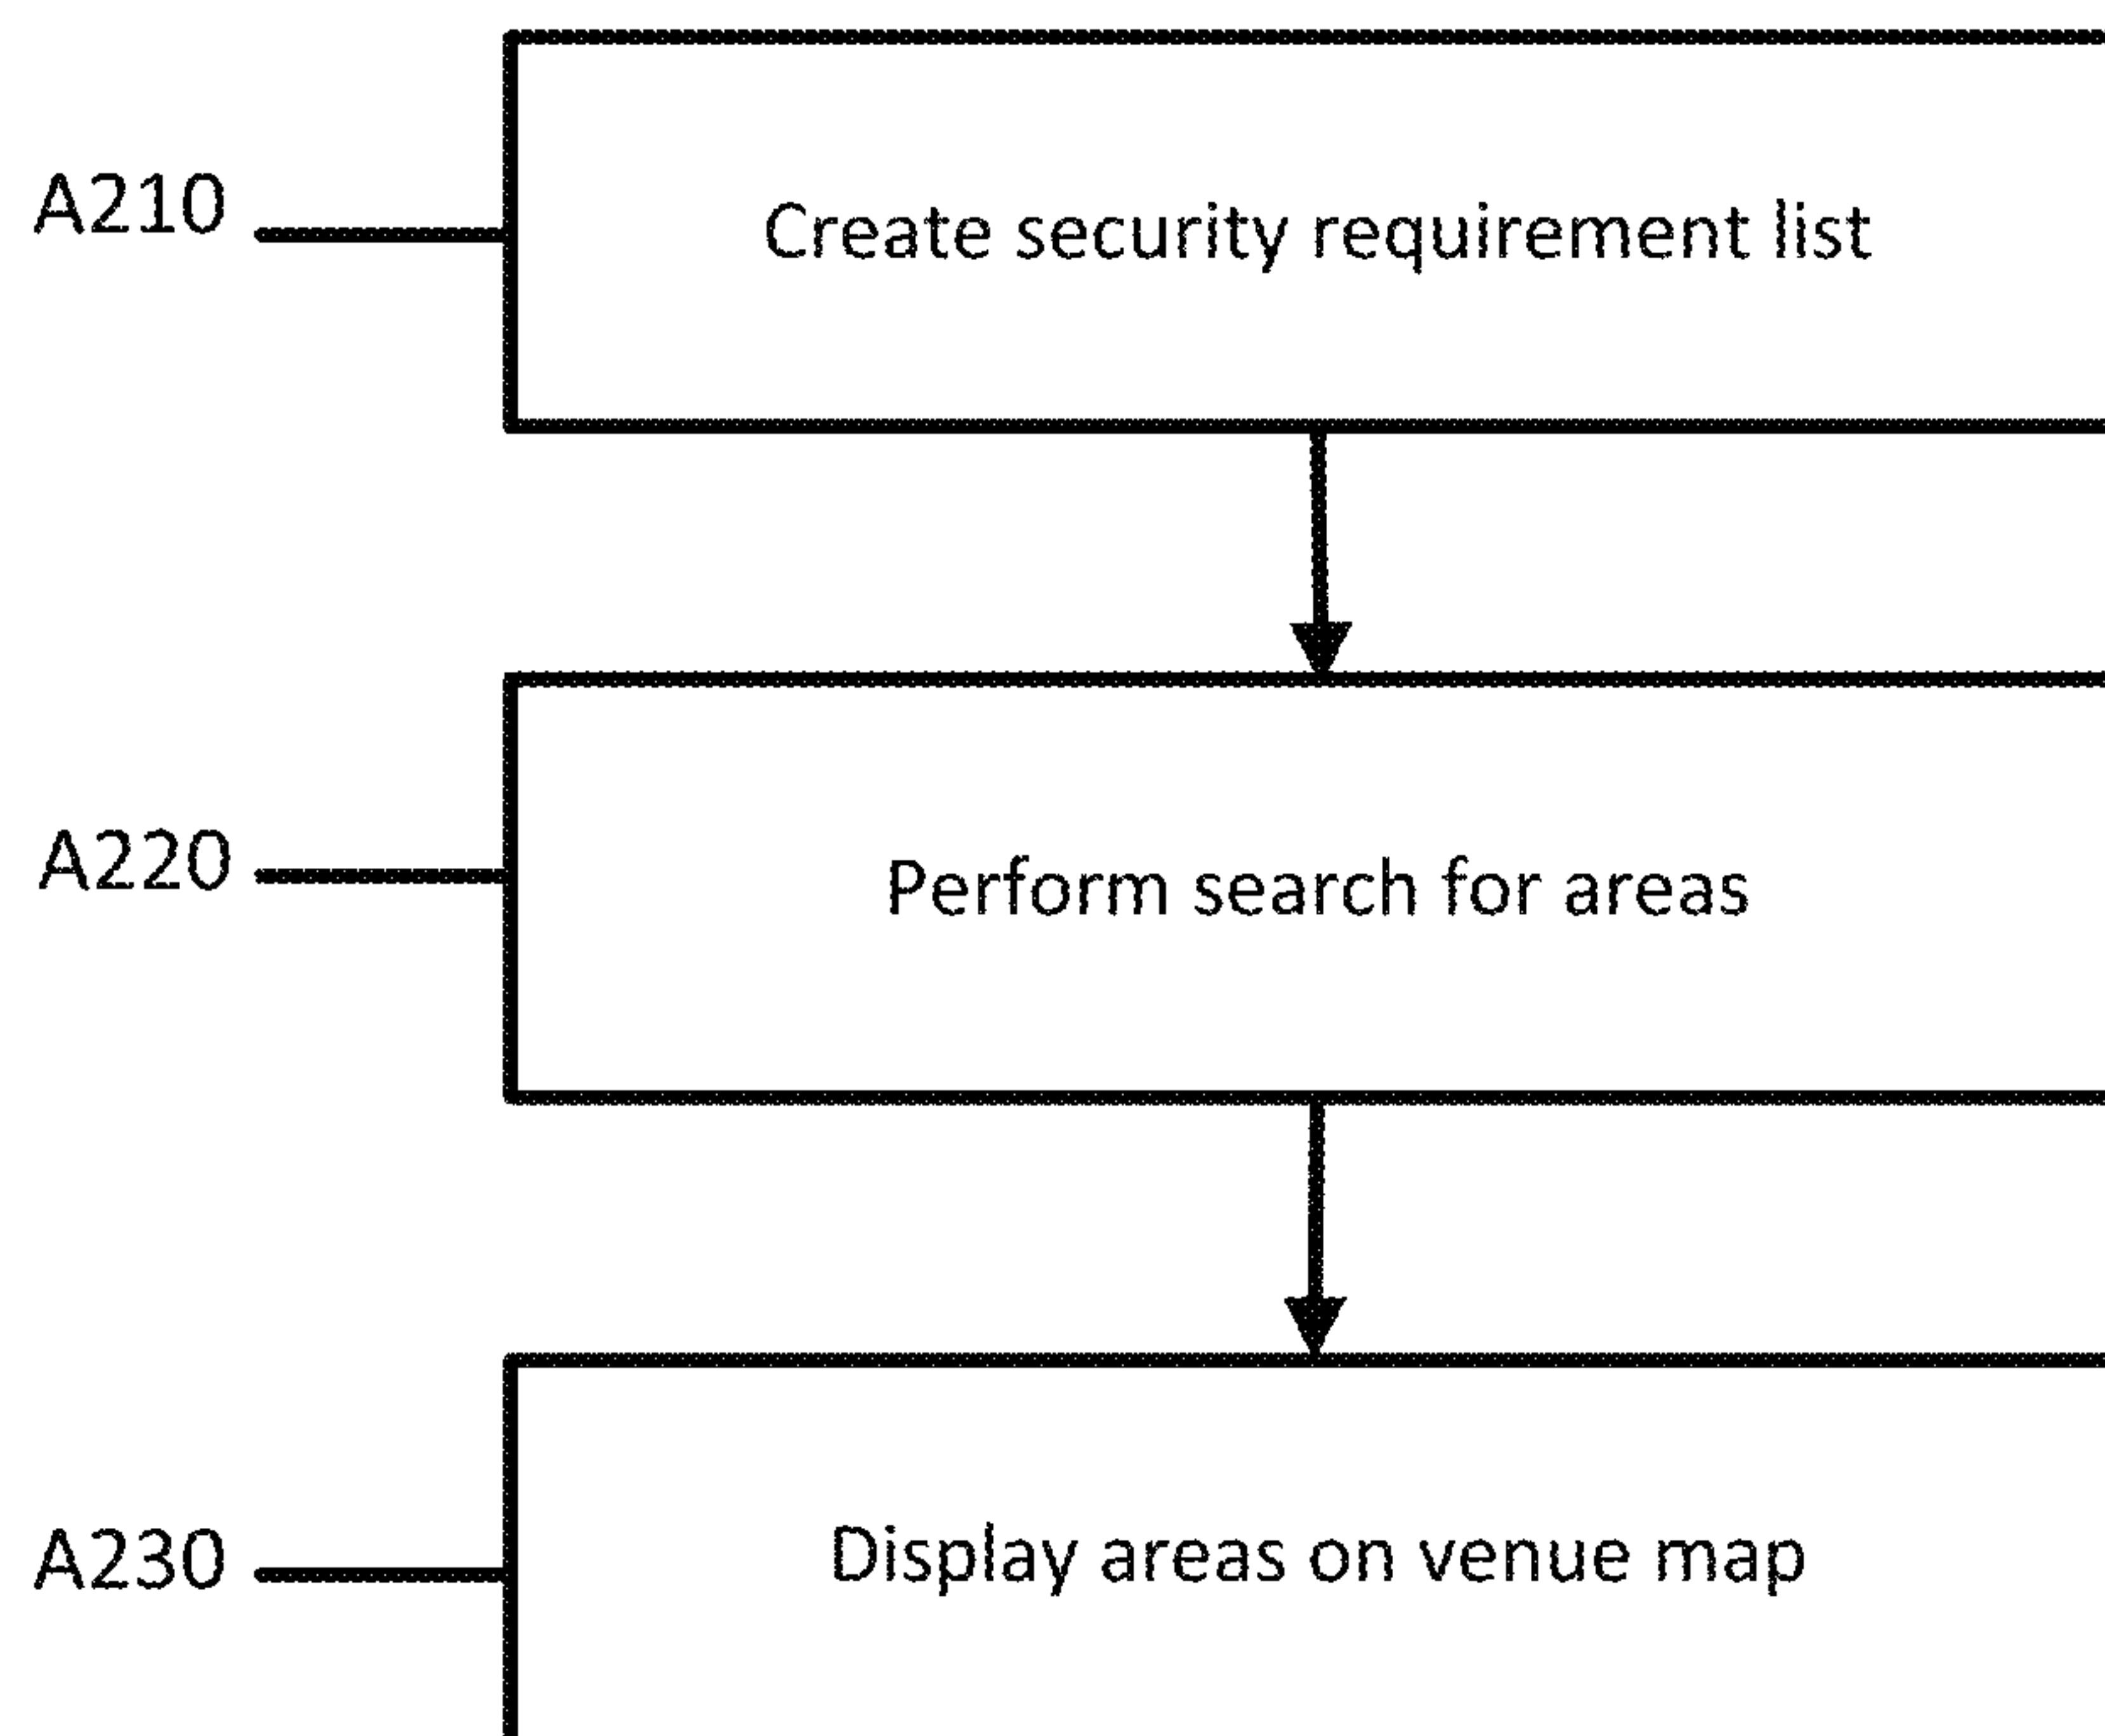 A210
Create security requirement list
A220
Perform search for areas
A230
Display areas on venue map